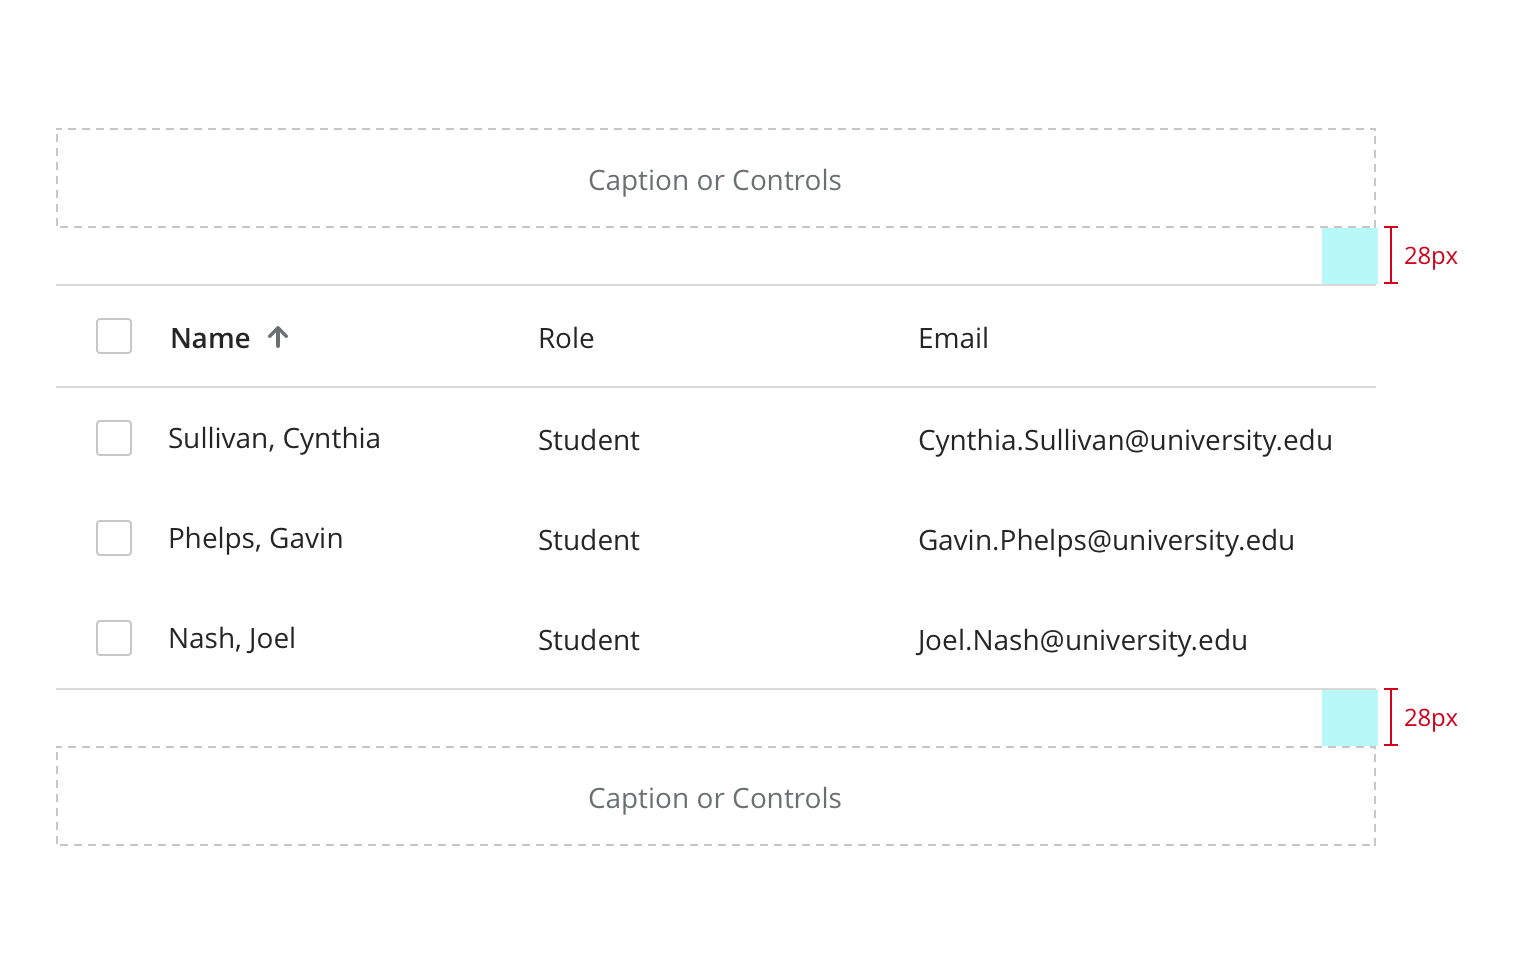 Caption or Controls
28px
Name Role Email
Sullivan, Cynthia Student Cynthia.Sullivan@university.edu
Phelps, Gavin Student Gavin.Phelps@university.edu
Nash, Joel Student Joel.Nash@university.edu
28px
Caption or Controls